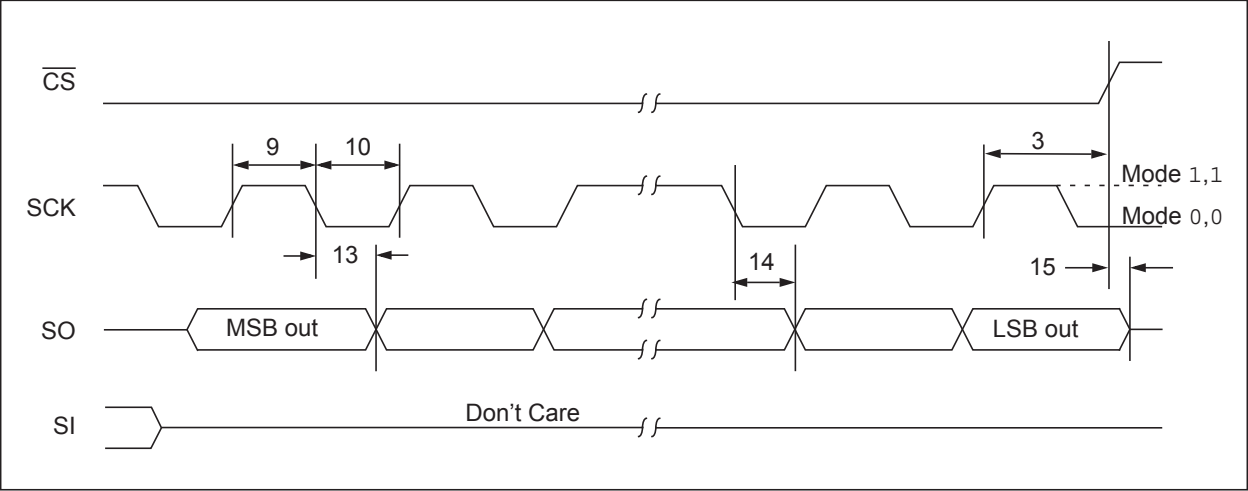 CS
9
10
3
SCK
Mode 1,1
Mode 0,0
13
14
15
SO
MSB out
LSB out
SI
Don't Care